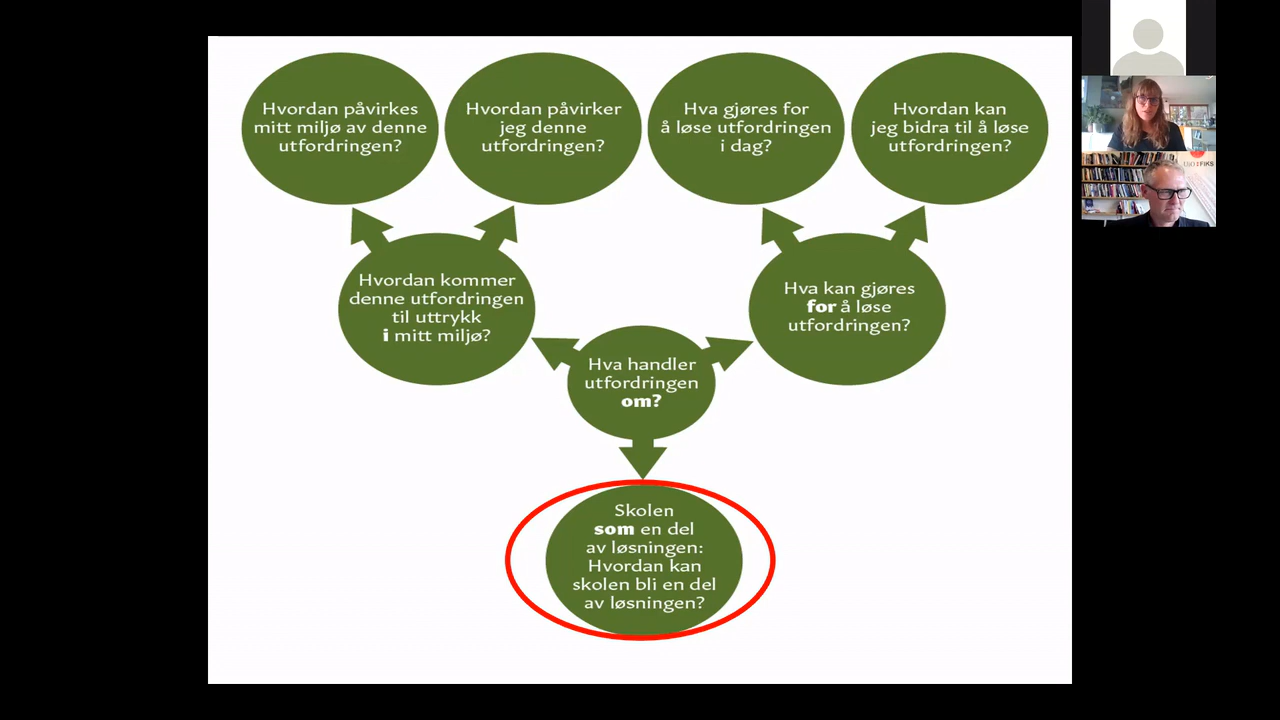 Hvordan påvirkes
mitt miljø av denne
utfordringen?
Hvordan påvirker
jeg denne
utfordringen?
Hva gjøres for
å løse utfordringen
i dag?
Hvordan kan
jeg bidra til å løse
utfordringen?
Hvordan kommer
denne utfordringen
til uttrykk
i mitt miljø?
Hva kan gjøres
for å løse
utfordringen?
Hva handler
utfordringen
om?
Skolen
som en del
av løsningen:
Hvordan kan
skolen bli en del
av løsningen?